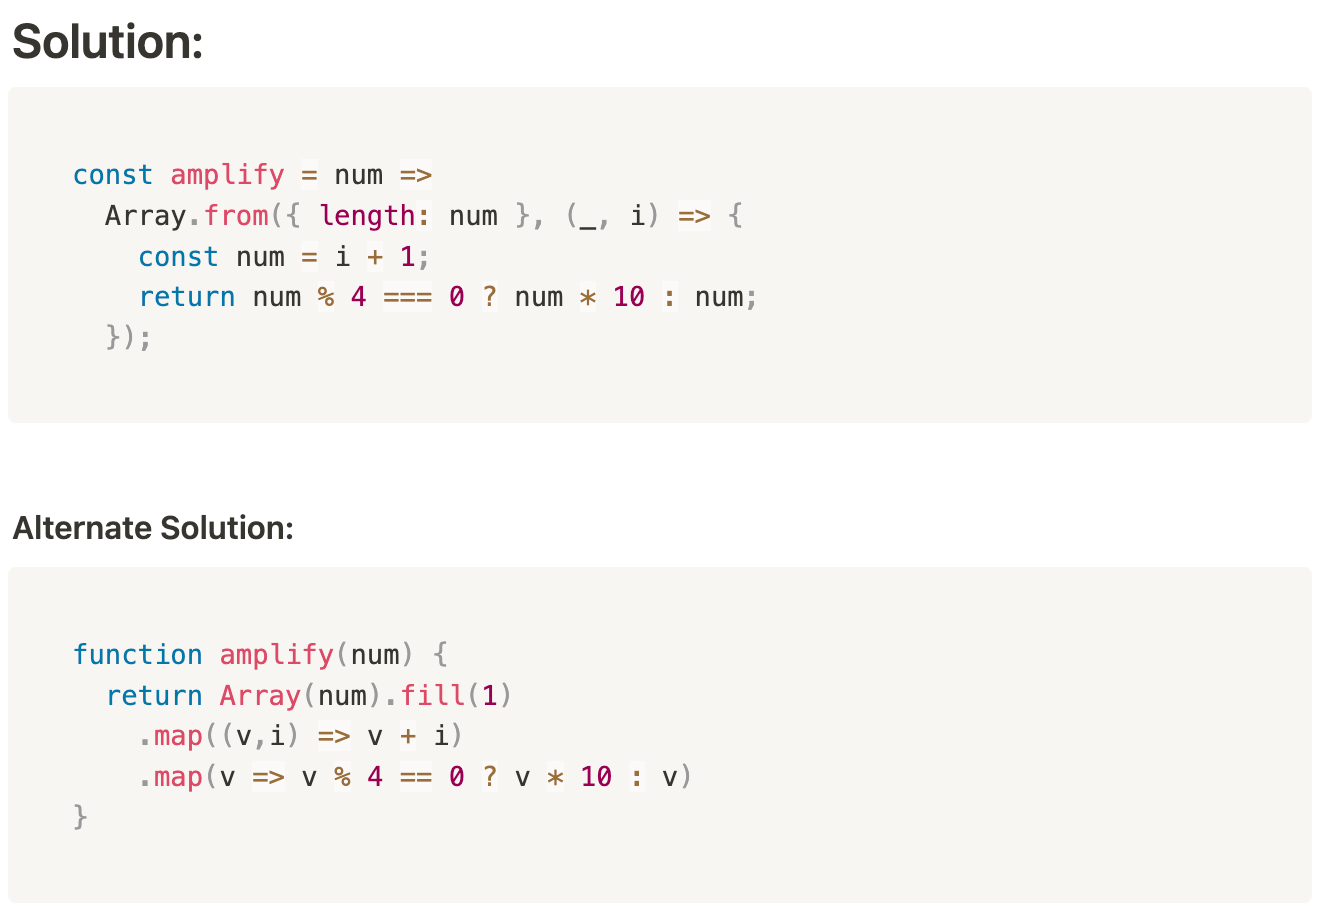 Solution:
const amplify = num =>
  Array.from({ length: num }, (_, i) => {
    const num = i + 1;
    return num % 4 === 0 ? num * 10 : num;
  });
Alternate Solution:
function amplify(num) {
  return Array(num).fill(1)
    .map((v,i) => v + i)
    .map(v => v % 4 == 0 ? v * 10 : v)
}